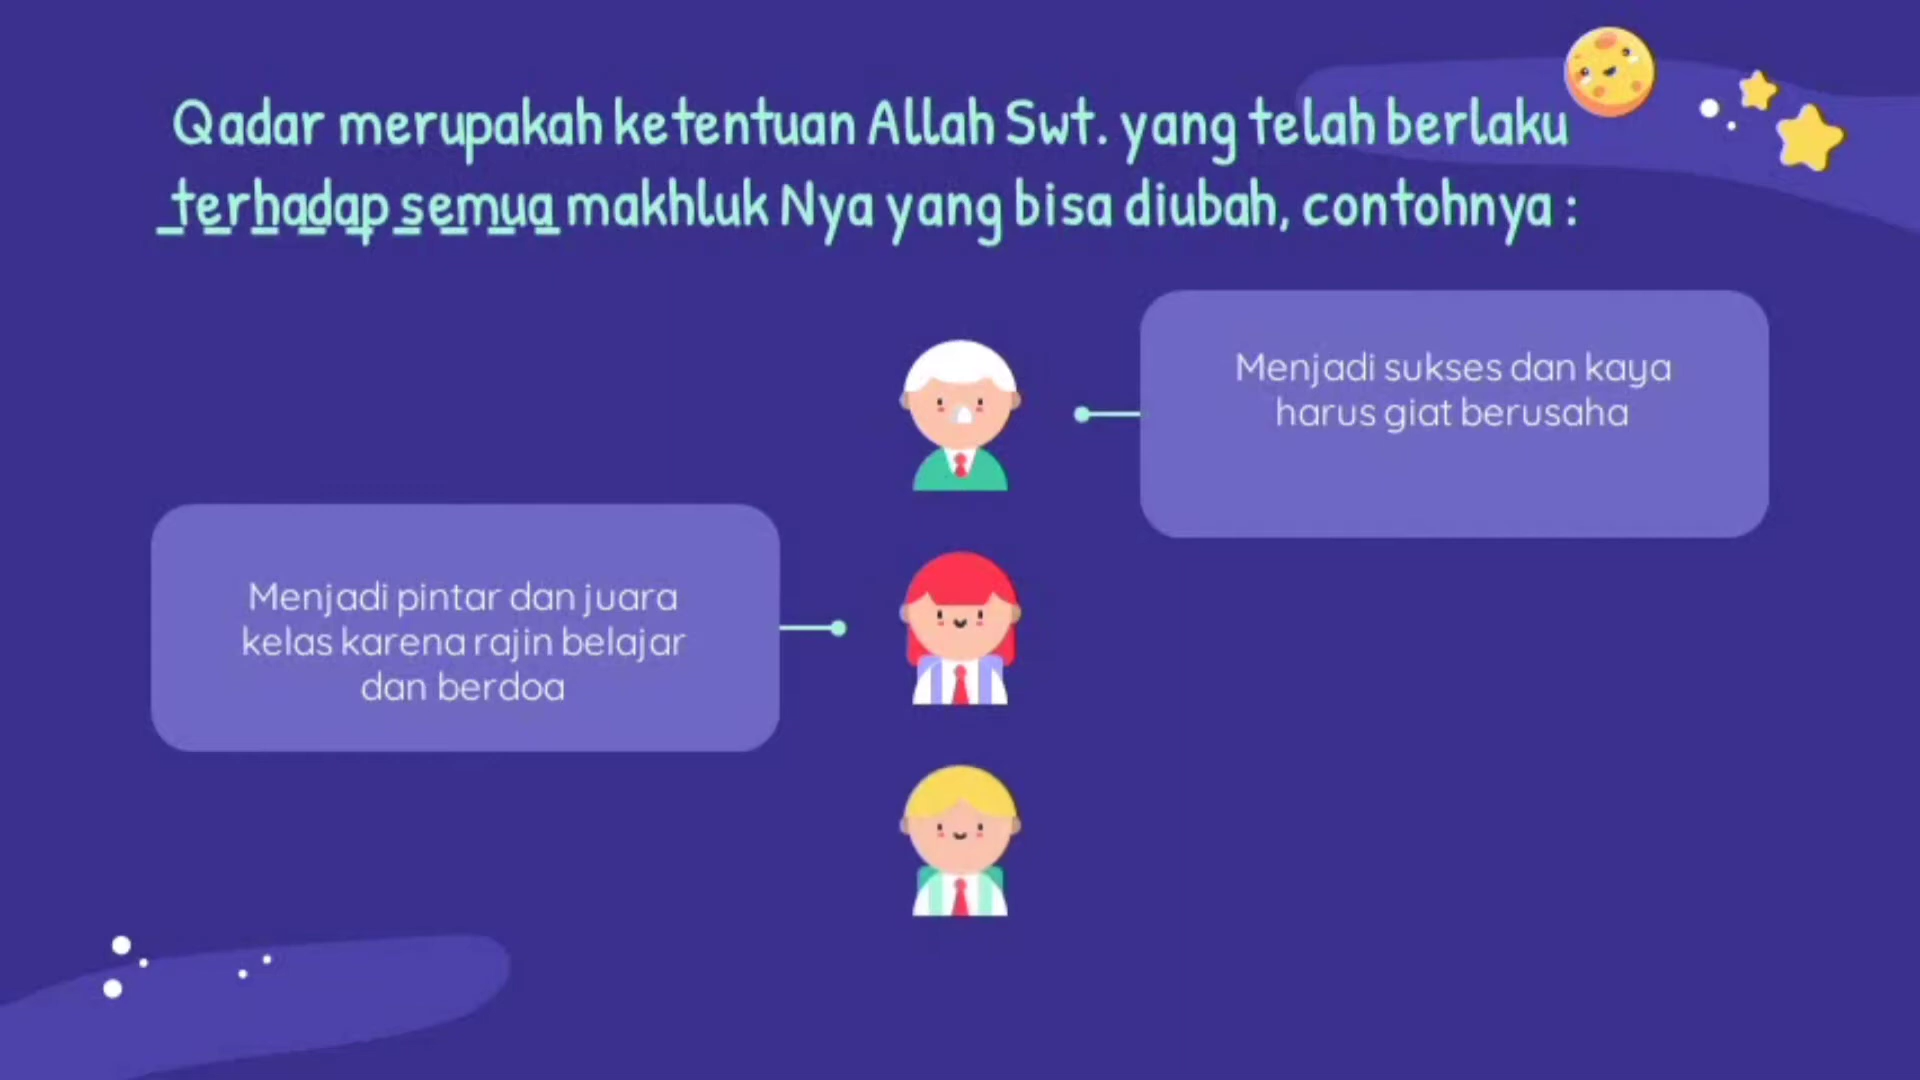 Qadar merupakah ketentuan Allah Swt. yang telah berlaku
terhadap semua makhluk Nya yang bisa diubah, contohnya :
Menjadi sukses dan kaya
harus giat berusaha
Menjadi pintar dan juara
kelas karena rajin belajar
dan berdoa